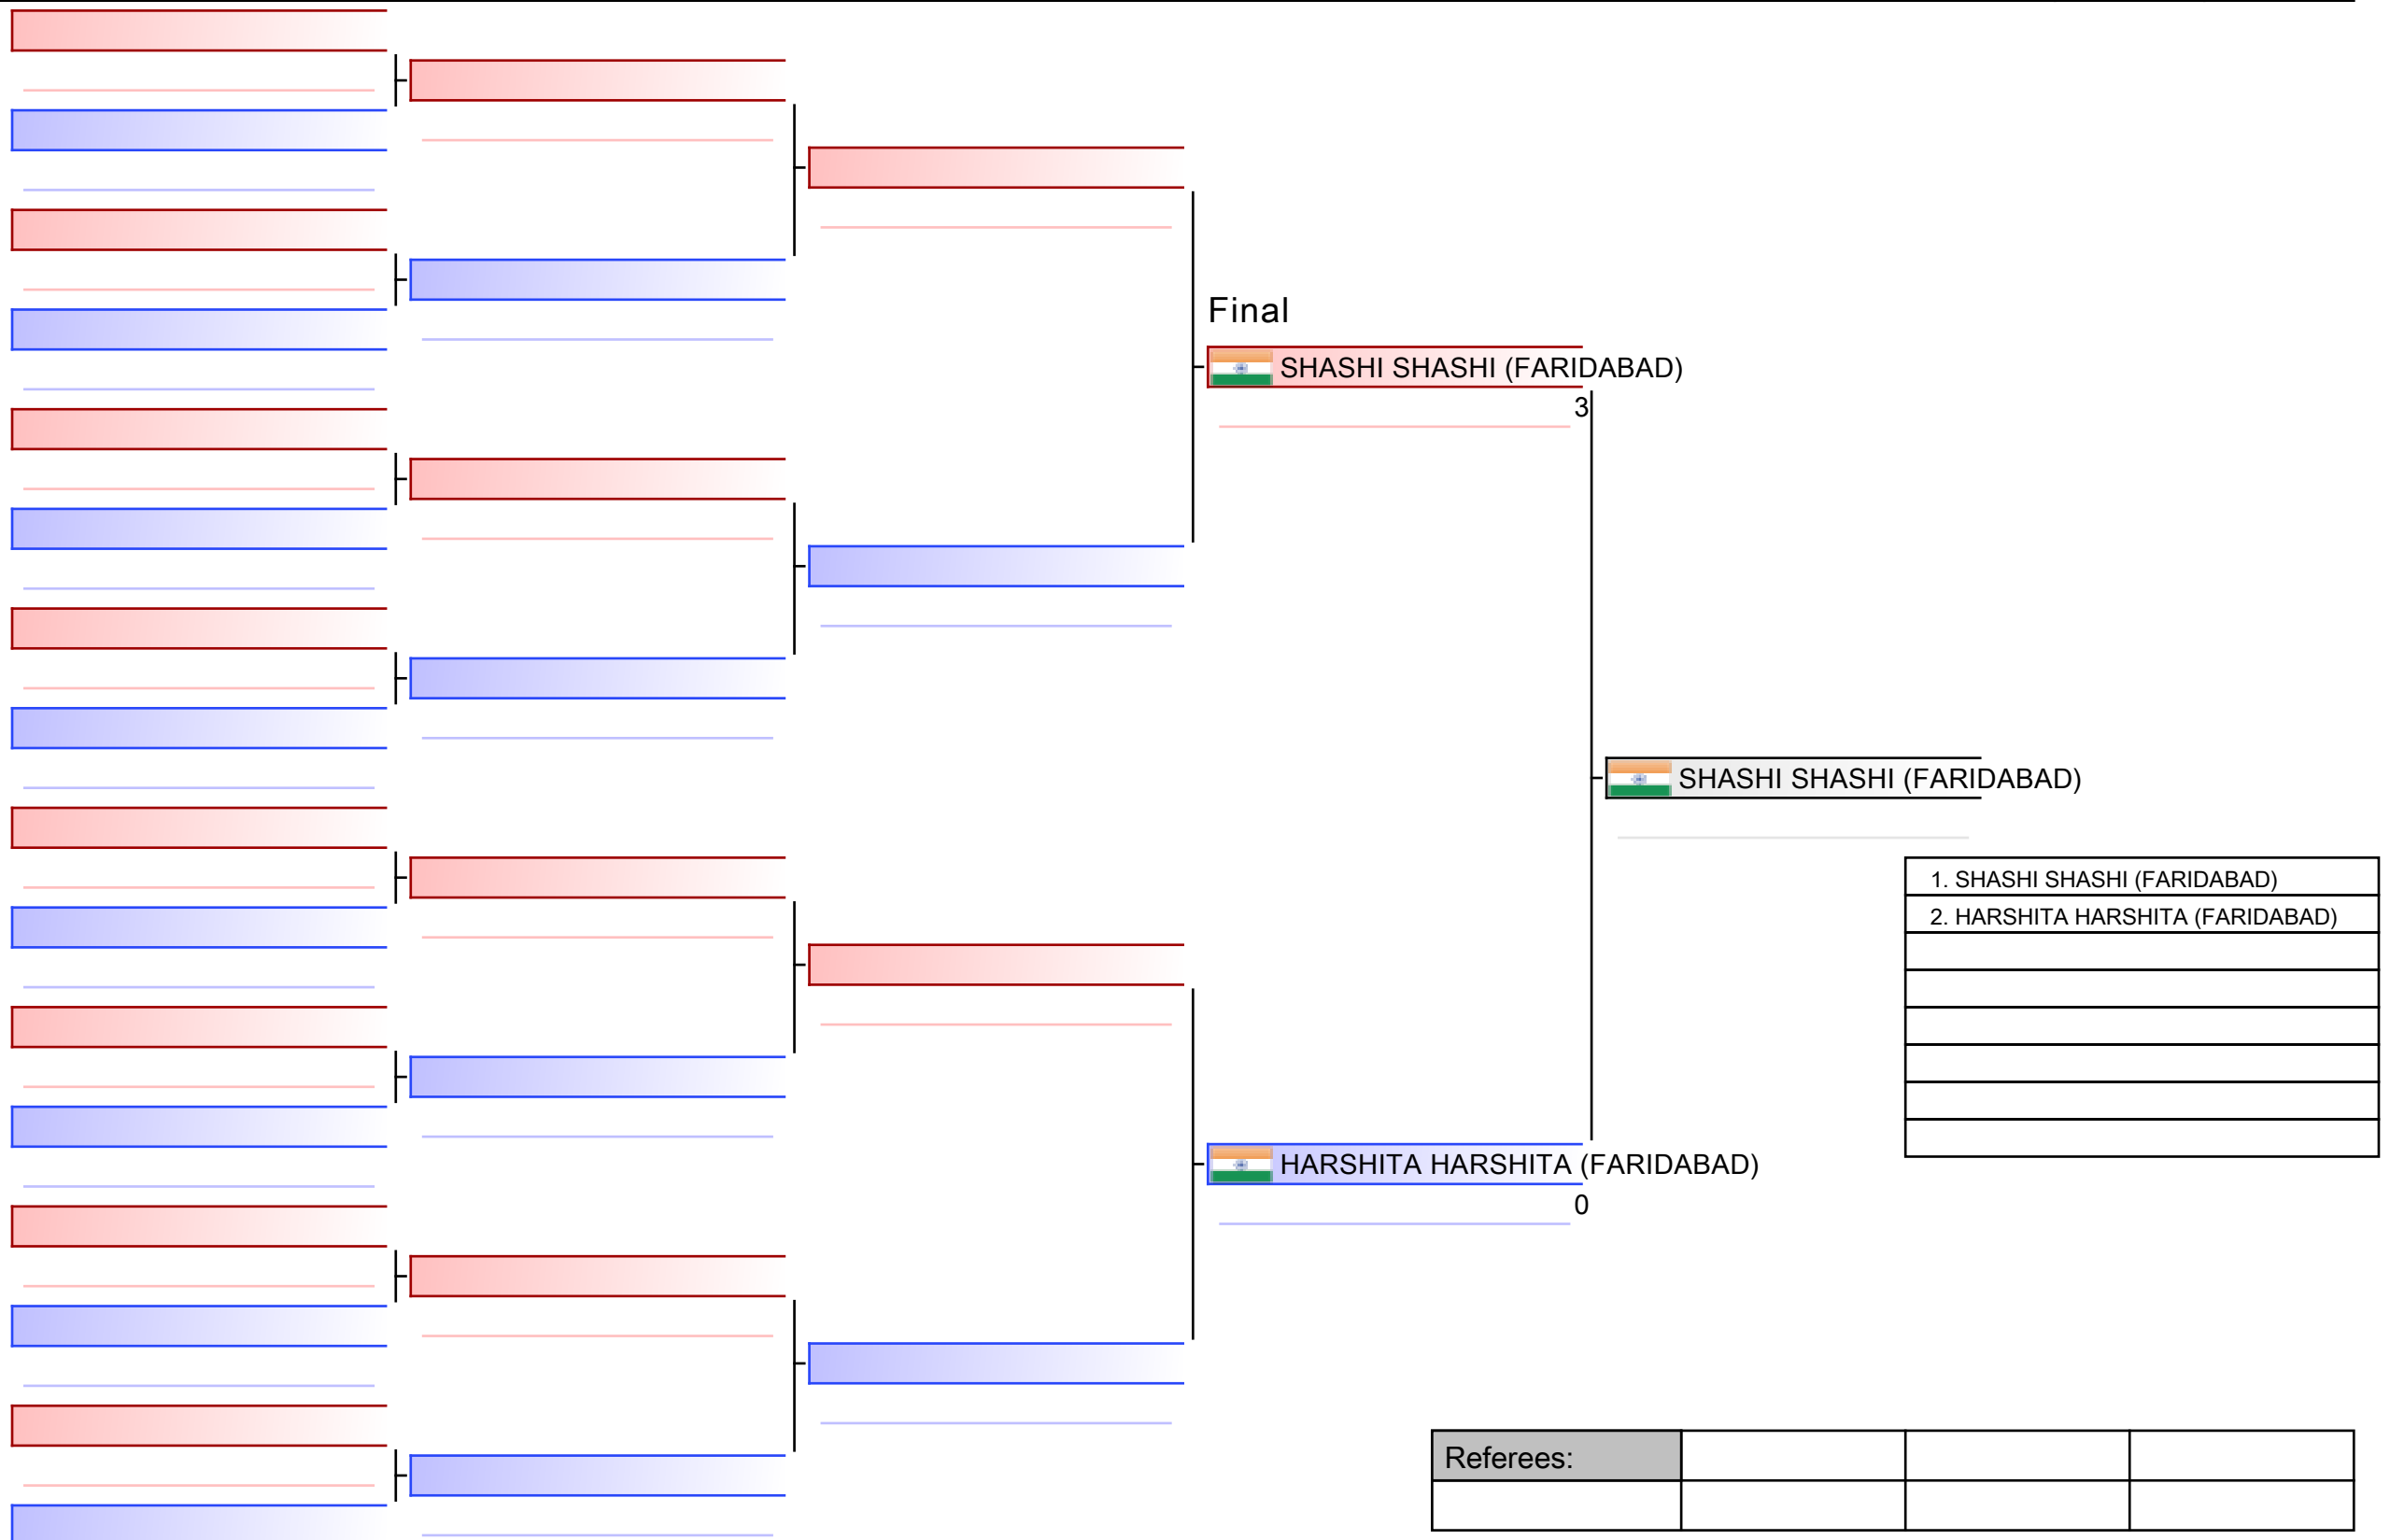 Final
SHASHI SHASHI (FARIDABAD)
3
SHASHI SHASHI (FARIDABAD)
1. SHASHI SHASHI (FARIDABAD)
2. HARSHITA HARSHITA (FARIDABAD)
HARSHITA HARSHITA (FARIDABAD)
0
Referees: